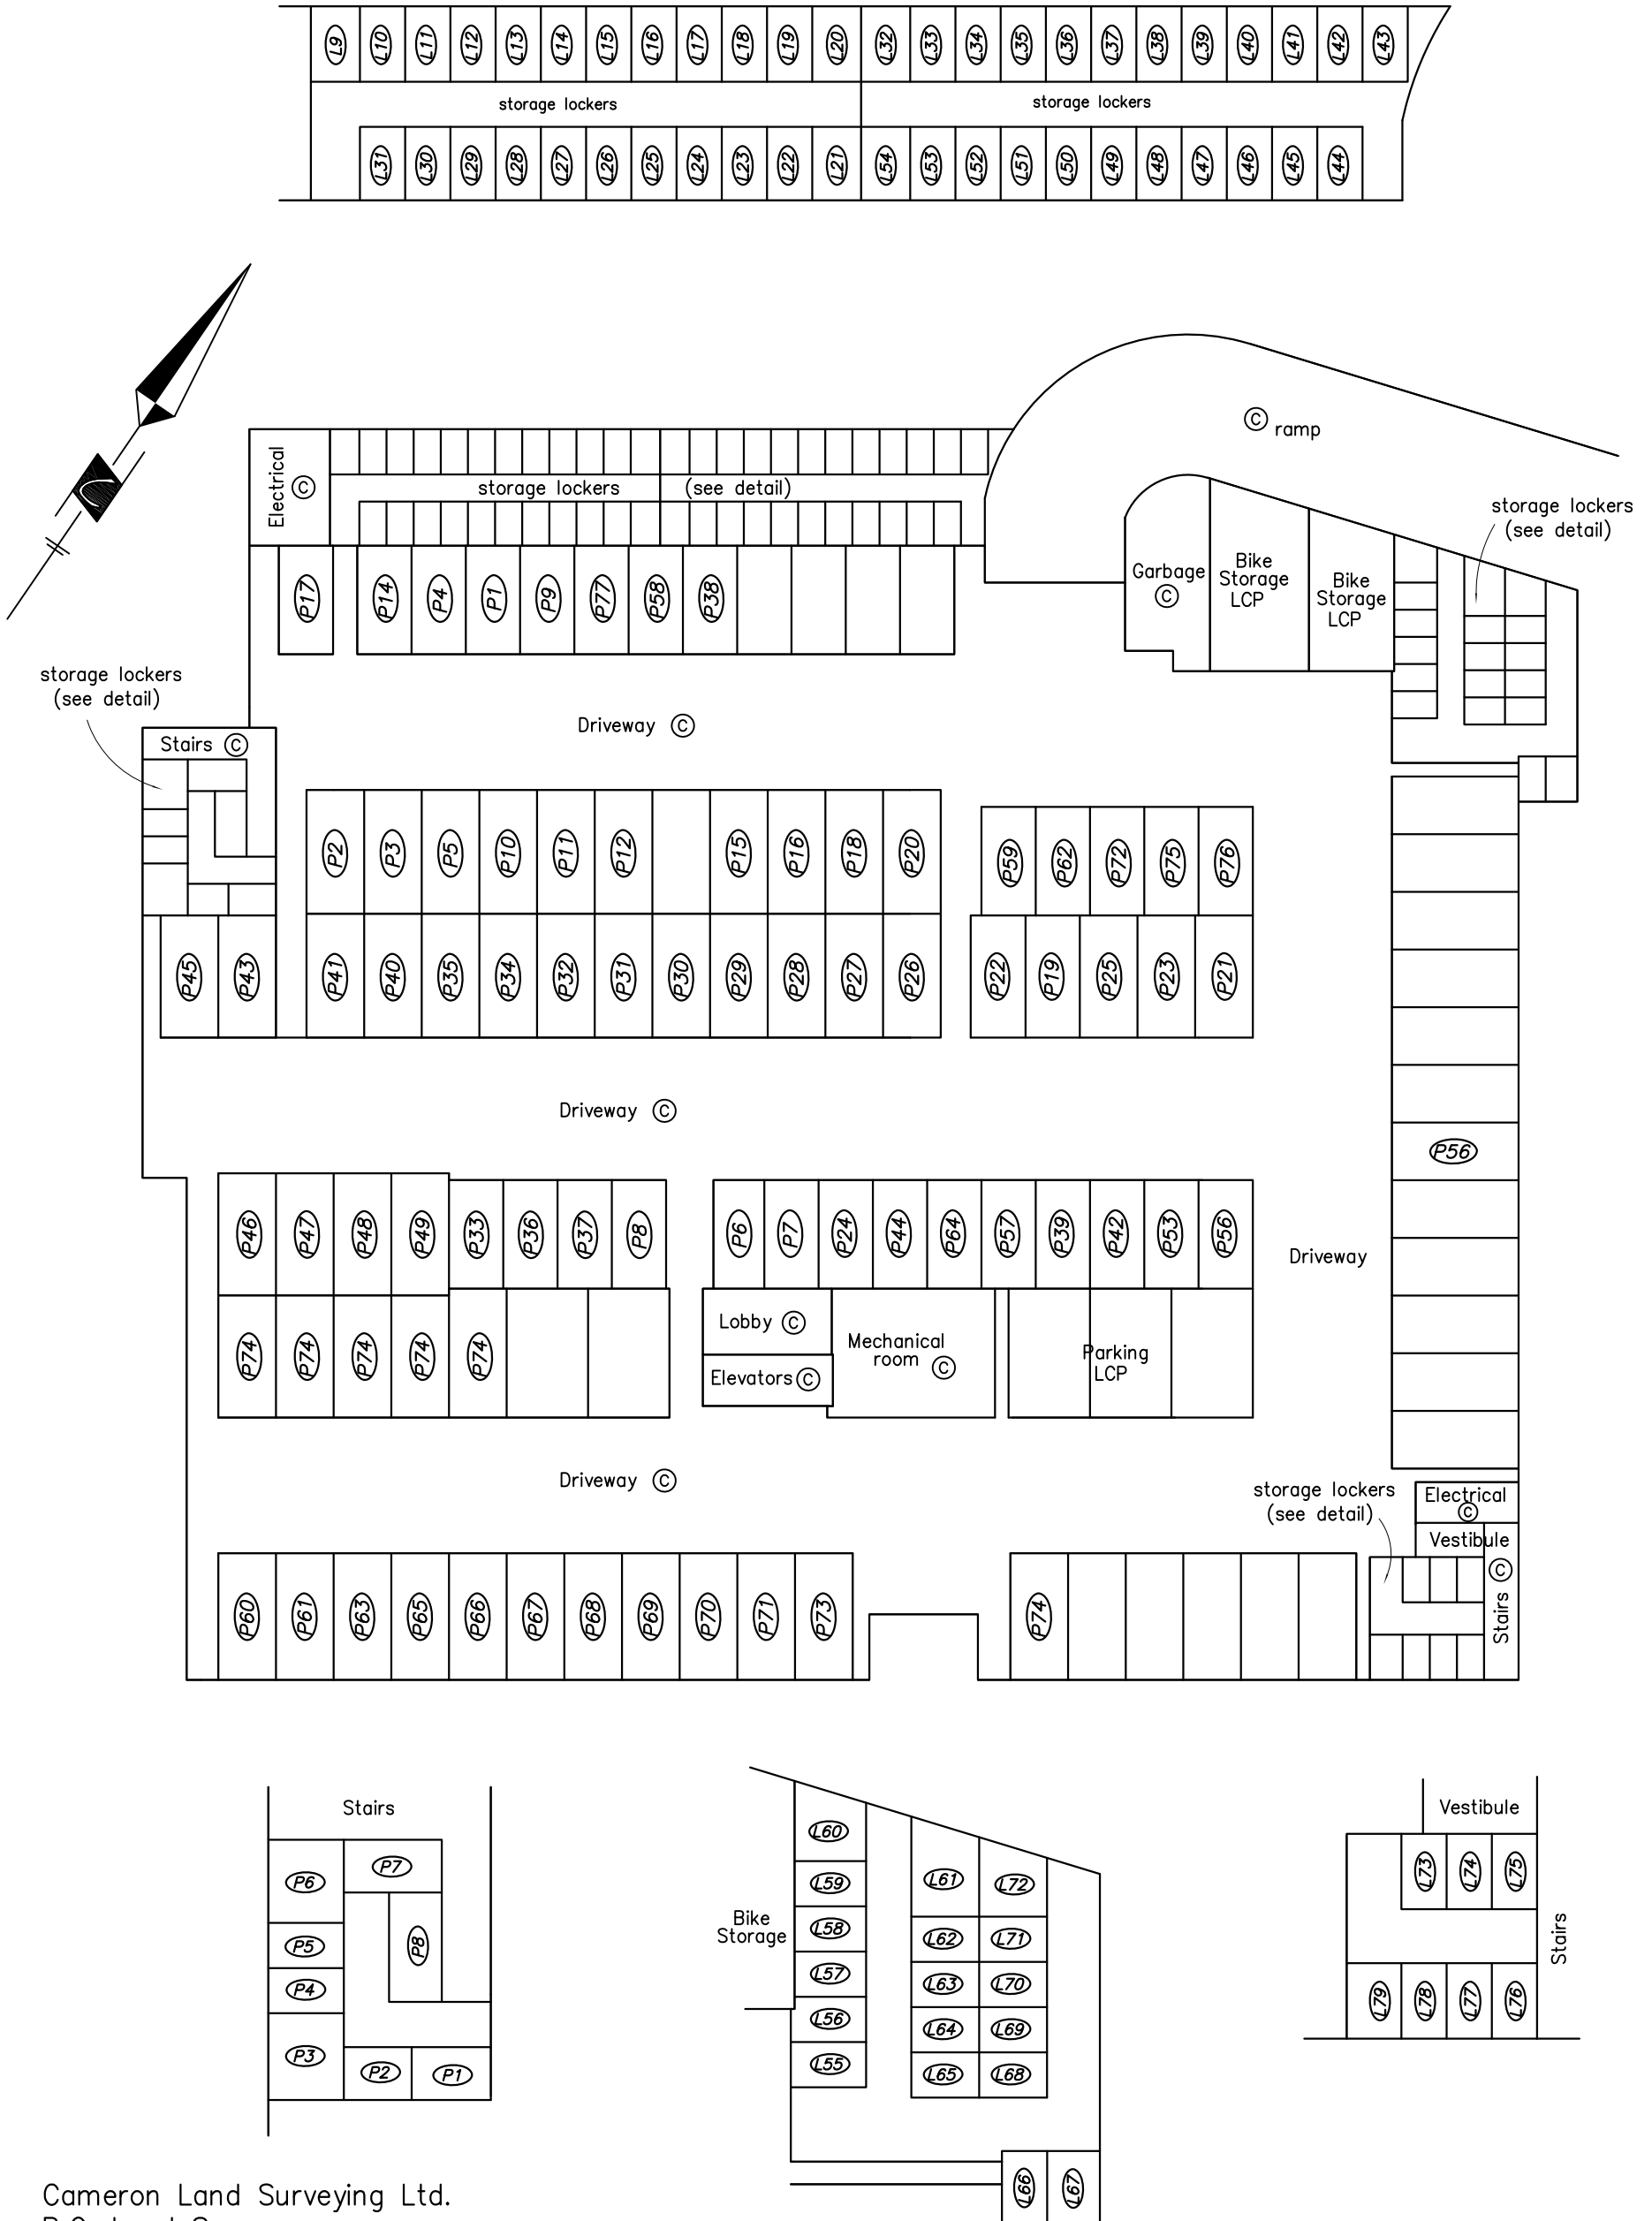 L9 L10 L11 L12 L13 L14 L15 L16 L17 L18 L19 L20 L32 L33 L34 L35 L36 L37 L38 L39 L40 L41 L42 L43
storage lockers storage lockers
L31 L30 L29 L28 L27 L26 L25 L24 L23 L22 L21 L54 L53 L52 L51 L50 L49 L48 L47 L46 L45 L44
C ramp
Electrical C
storage lockers (see detail)
storage lockers
(see detail)
Garbage
C
Bike
Storage
LCP
Bike
Storage
LCP
P17 P14 P4 P1 P9 P77 P58 P38
storage lockers
(see detail)
Driveway C
Stairs C
P2 P3 P5 P10 P11 P12 P15 P16 P18 P20 P59 P62 P72 P75 P76
P45 P43 P41 P40 P35 P34 P32 P31 P30 P29 P28 P27 P26 P22 P19 P25 P23 P21
Driveway C
P56
P46 P47 P48 P49 P33 P36 P37 P8 P6 P7 P24 P44 P64 P57 P39 P42 P53 P56
Driveway
P74 P74 P74 P74 P74
Lobby C
Elevators C
Mechanical
room C
Parking
LCP
Driveway C
storage lockers
(see detail)
Electrical
C
Vestibule
Stairs C
P60 P61 P63 P65 P66 P67 P68 P69 P70 P71 P73 P74
Stairs
P7
P6
P5
P8
P4
P3
P2 P1
Bike
Storage
L60
L59
L58
L57
L56
L55
L61 L72
L62 L71
L63 L70
L64 L69
L65 L68
L66 L67
Vestibule
L73 L74 L75
Stairs
L79 L78 L77 L76
Cameron Land Surveying Ltd.